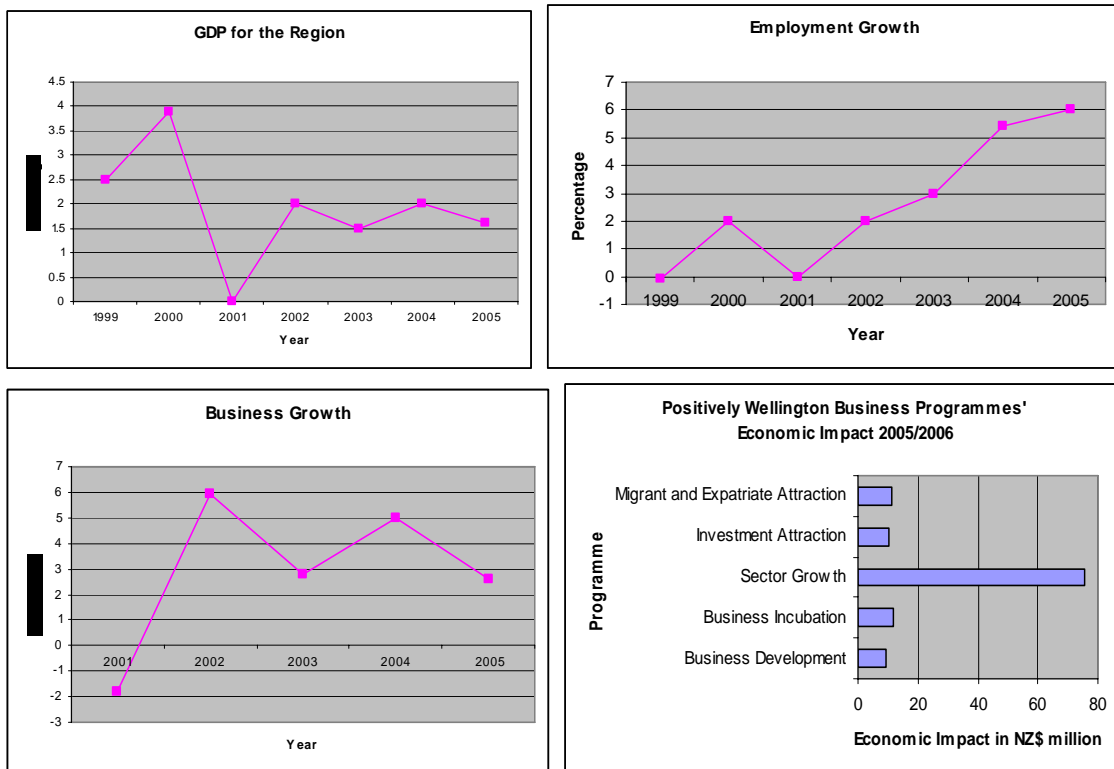 GDP for the Region
4.5
4
3.5
3
2.5
2
1.5
1
0.5
0
1999 2000 2001 2002 2003 2004 2005
Year
Employment Growth
Percentage
7
6
5
4
3
2
1
0
-1
1999 2000 2001 2002 2003 2004 2005
Year
Business Growth
7
6
5
4
3
2
1
0
-1
-2
-3
2001 2002 2003 2004 2005
Year
Positively Wellington Business Programmes'
Economic Impact 2005/2006
Programme
Migrant and Expatriate Attraction
Investment Attraction
Sector Growth
Business Incubation
Business Development
0 20 40 60 80
Economic Impact in NZ$ million